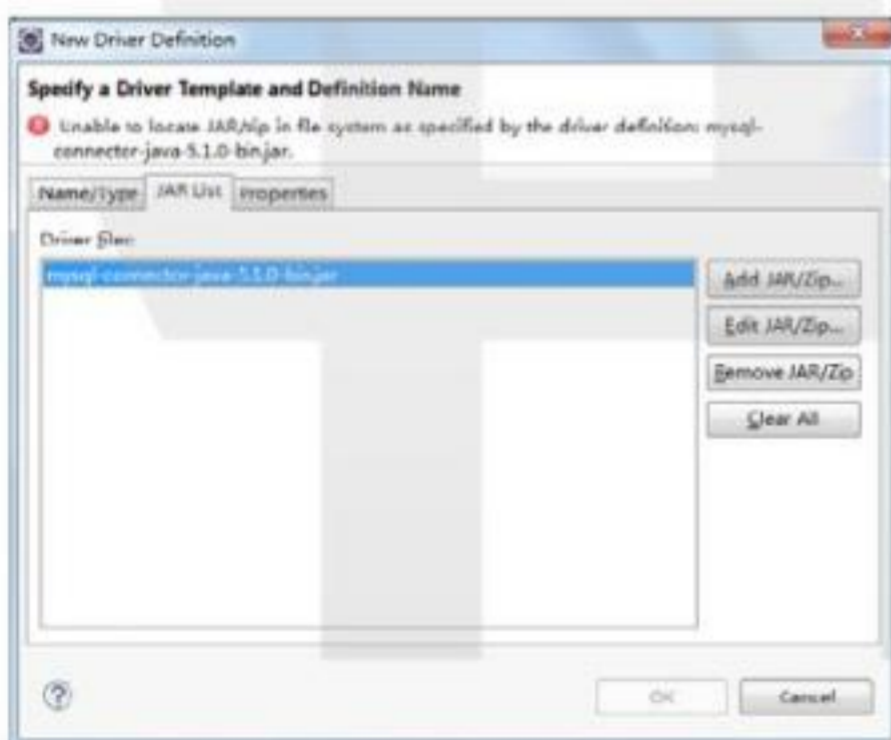 New Driver Definition
Specify a Driver Template and Definition Name
Unable to locate JAR/zip in file system as specified by the driver definition: mysql-
connector-java-5.1.0-bin.jar.
Name/Type JAR List Properties
Driver files:
mysql-connector-java-5.1.0-bin.jar
Add JAR/Zip...
Edit JAR/Zip...
Remove JAR/Zip
Clear All
?
OK Cancel